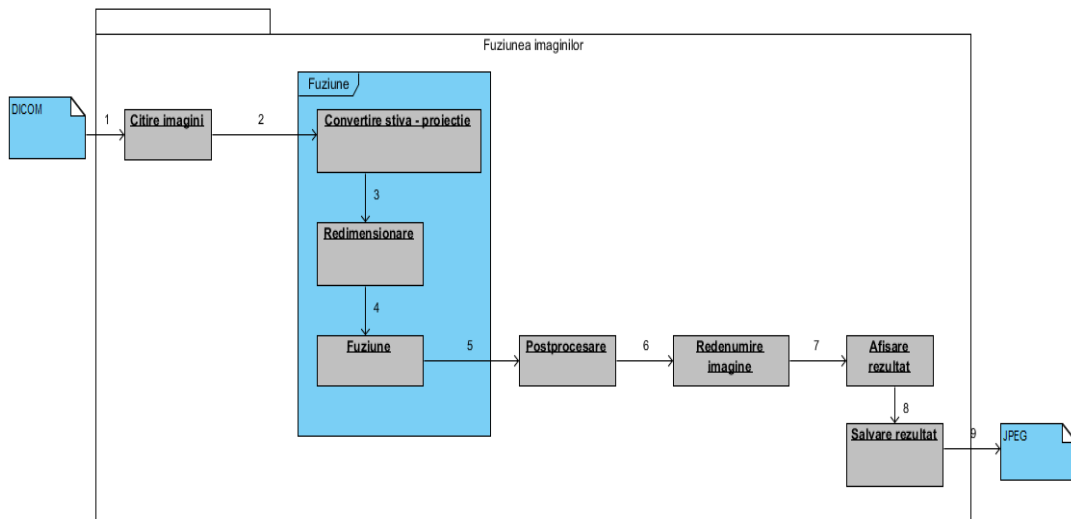 Fuziunea imaginilor
Fuziune
DICOM
1
Citire imagini
2
Convertire stiva - proiectie
3
Redimensionare
4
Fuziune
5
Postprocesare
6
Redenumire
imagine
7
Afisare
rezultat
8
Salvare rezultat
9
JPEG